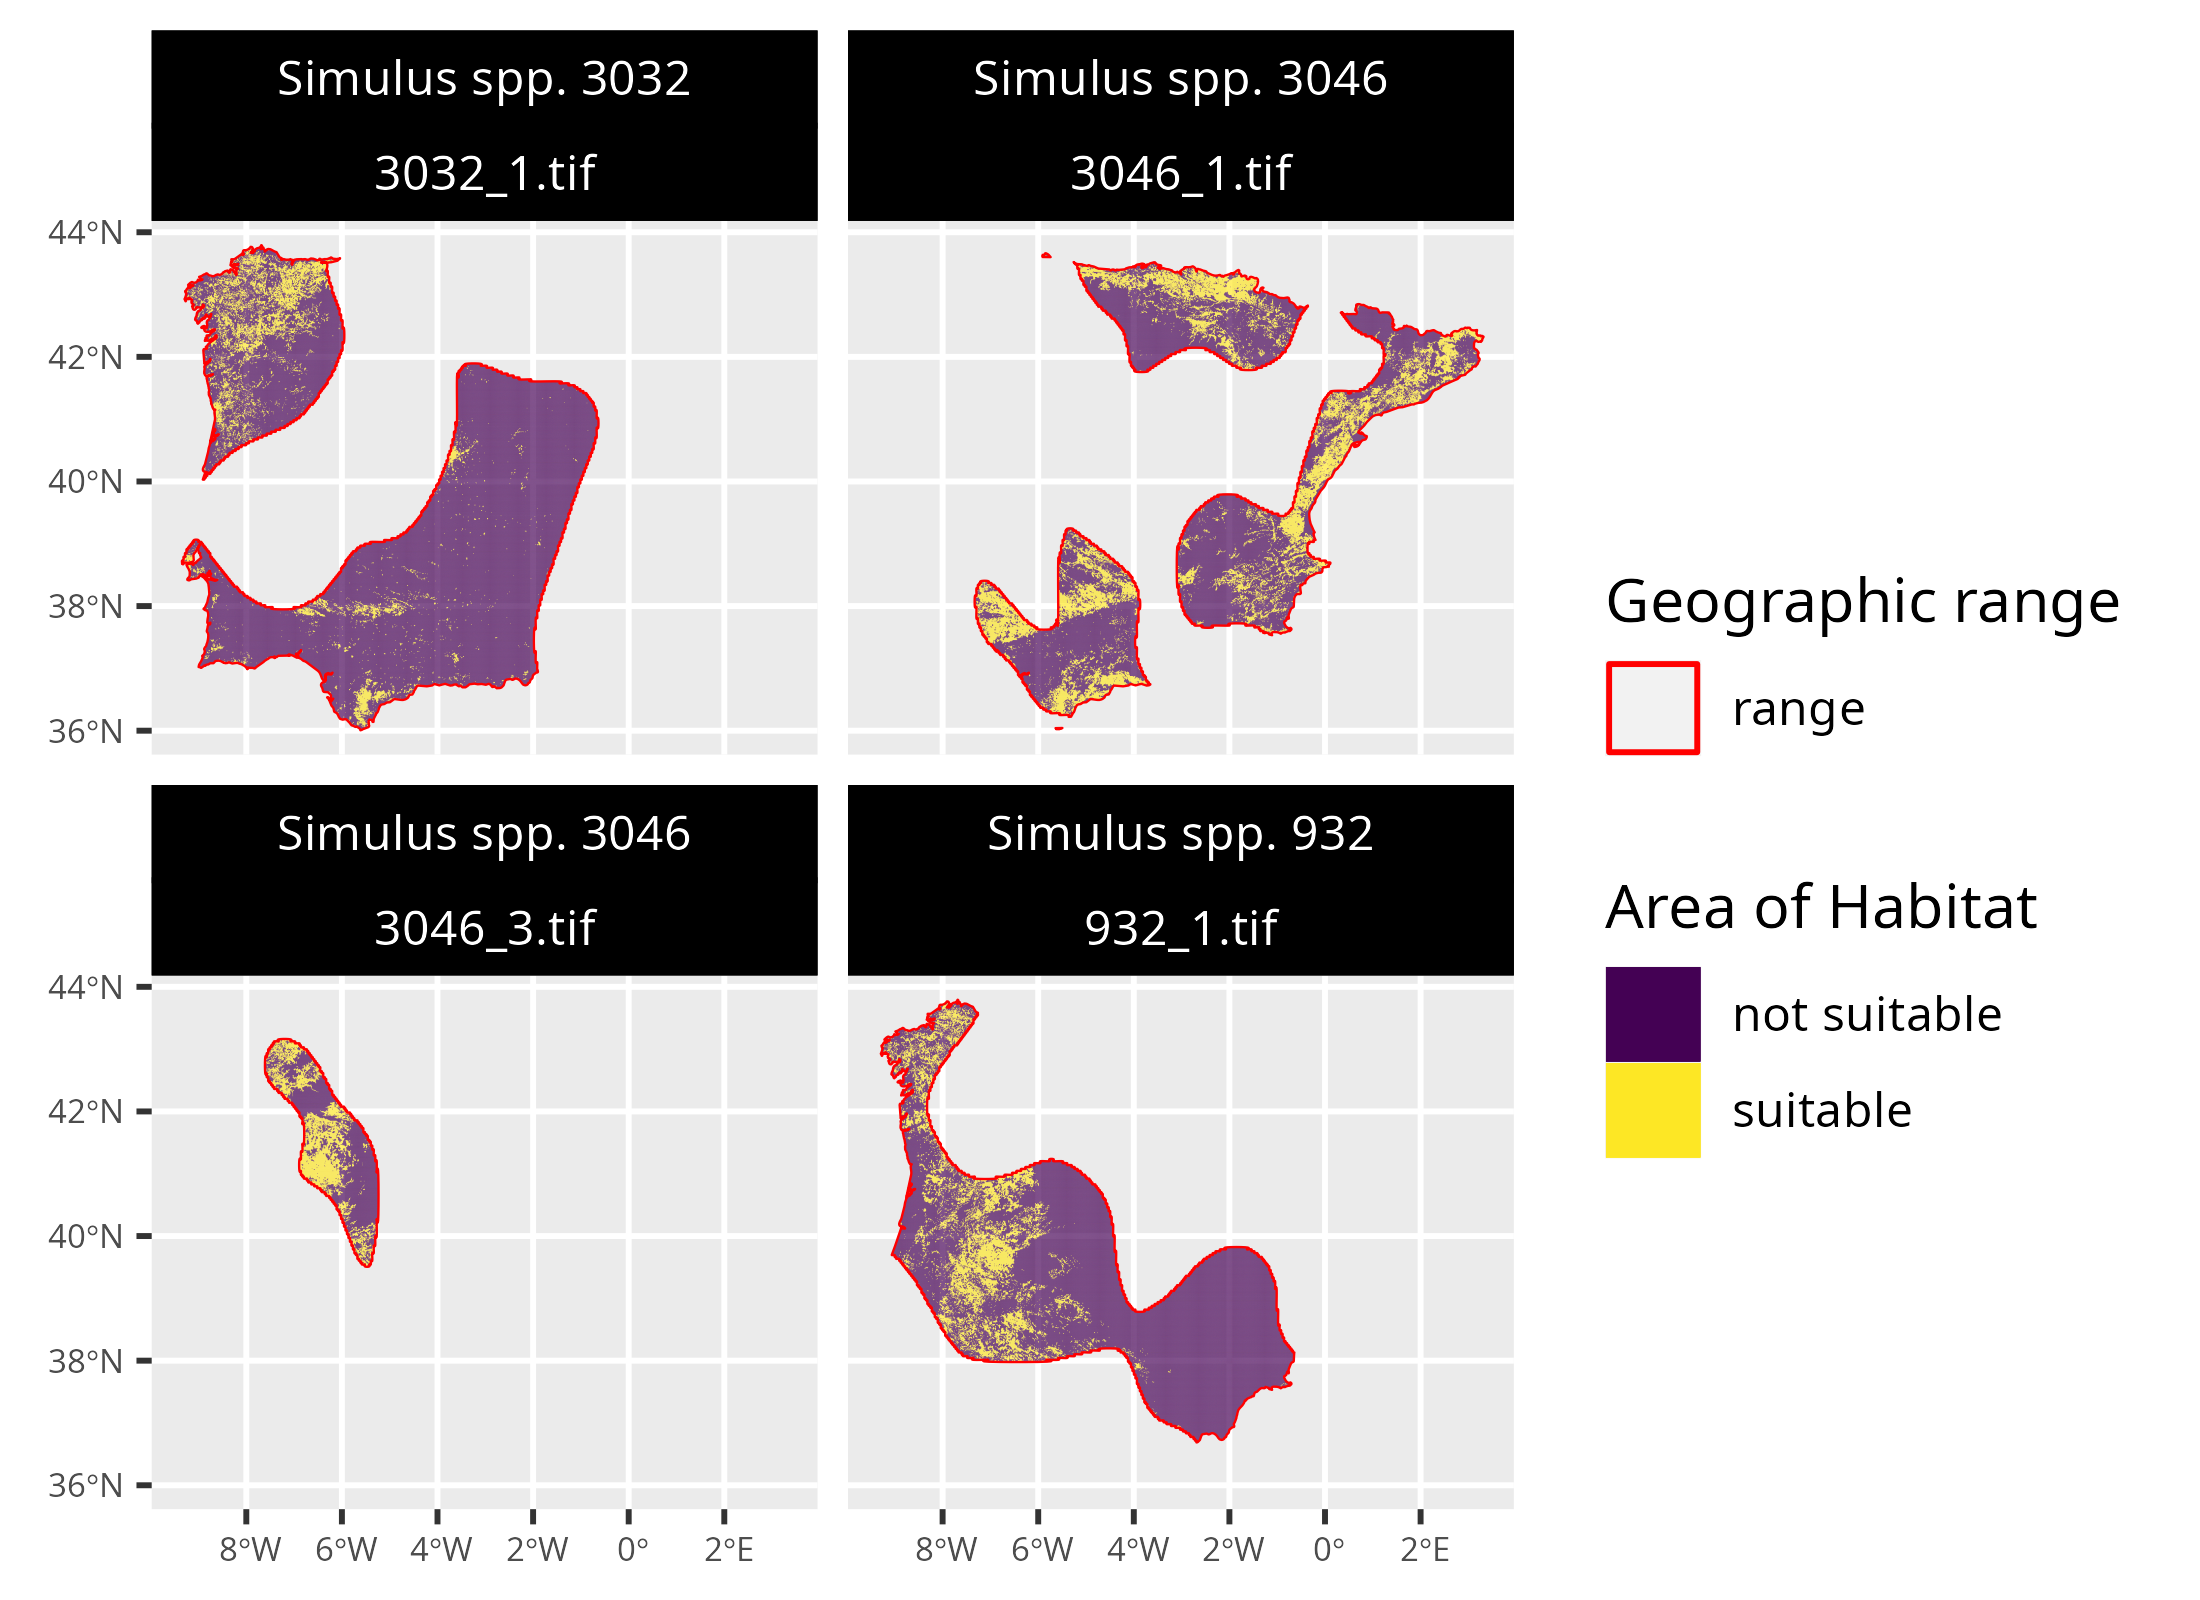 Simulus spp. 3032
3032_1.tif
Simulus spp. 3046
3046_1.tif
44°N
42°N
40°N
38°N
36°N
Simulus spp. 3046
3046_3.tif
Simulus spp. 932
932_1.tif
44°N
42°N
40°N
38°N
36°N
8°W 6°W 4°W 2°W 0° 2°E
8°W 6°W 4°W 2°W 0° 2°E
Geographic range
range
Area of Habitat
not suitable
suitable